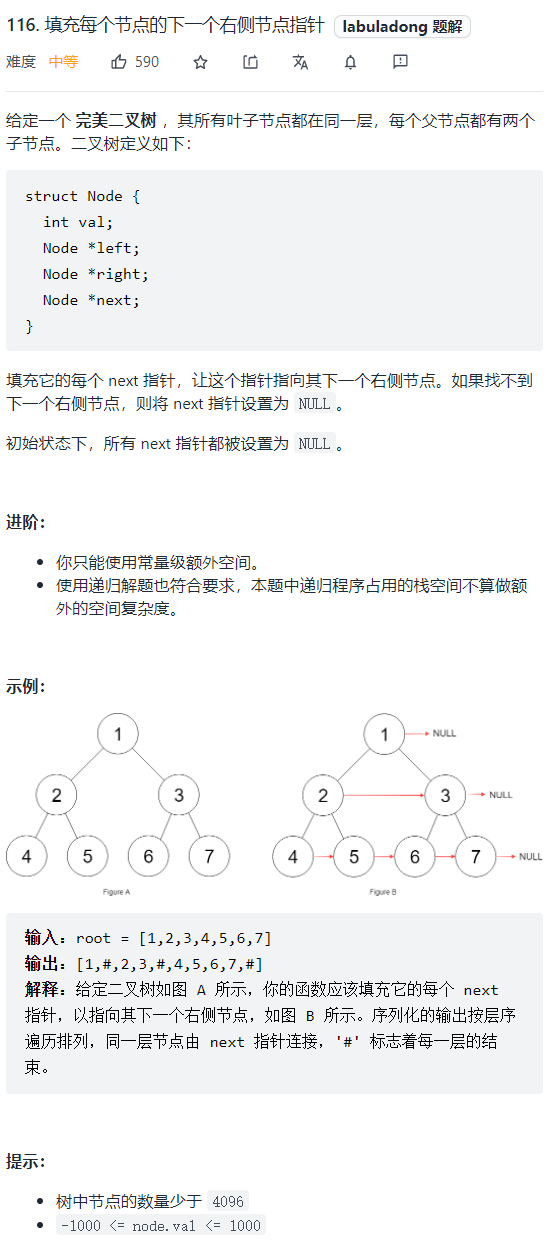 116. 填充每个节点的下一个右侧节点指针 labuladong 题解
难度 中等 590
给定一个 完美二叉树 ，其所有叶子节点都在同一层，每个父节点都有两个
子节点。二叉树定义如下：
struct Node {
int val;
Node *left;
Node *right;
Node *next;
}
填充它的每个 next 指针，让这个指针指向其下一个右侧节点。如果找不到
下一个右侧节点，则将 next 指针设置为 NULL 。
初始状态下，所有 next 指针都被设置为 NULL 。
进阶：
你只能使用常量级额外空间。
使用递归解题也符合要求，本题中递归程序占用的栈空间不算做额
外的空间复杂度。
示例：
1 1 NULL
2 3 2 3 NULL
4 5 6 7 4 5 6 7 NULL
Figure A Figure B
输入：root = [1,2,3,4,5,6,7]
输出：[1,#,2,3,#,4,5,6,7,#]
解释：给定二叉树如图 A 所示，你的函数应该填充它的每个 next
指针，以指向其下一个右侧节点，如图 B 所示。序列化的输出按层序
遍历排列，同一层节点由 next 指针连接，'#' 标志着每一层的结
束。
提示：
树中节点的数量少于 4096
-1000 <= node.val <= 1000